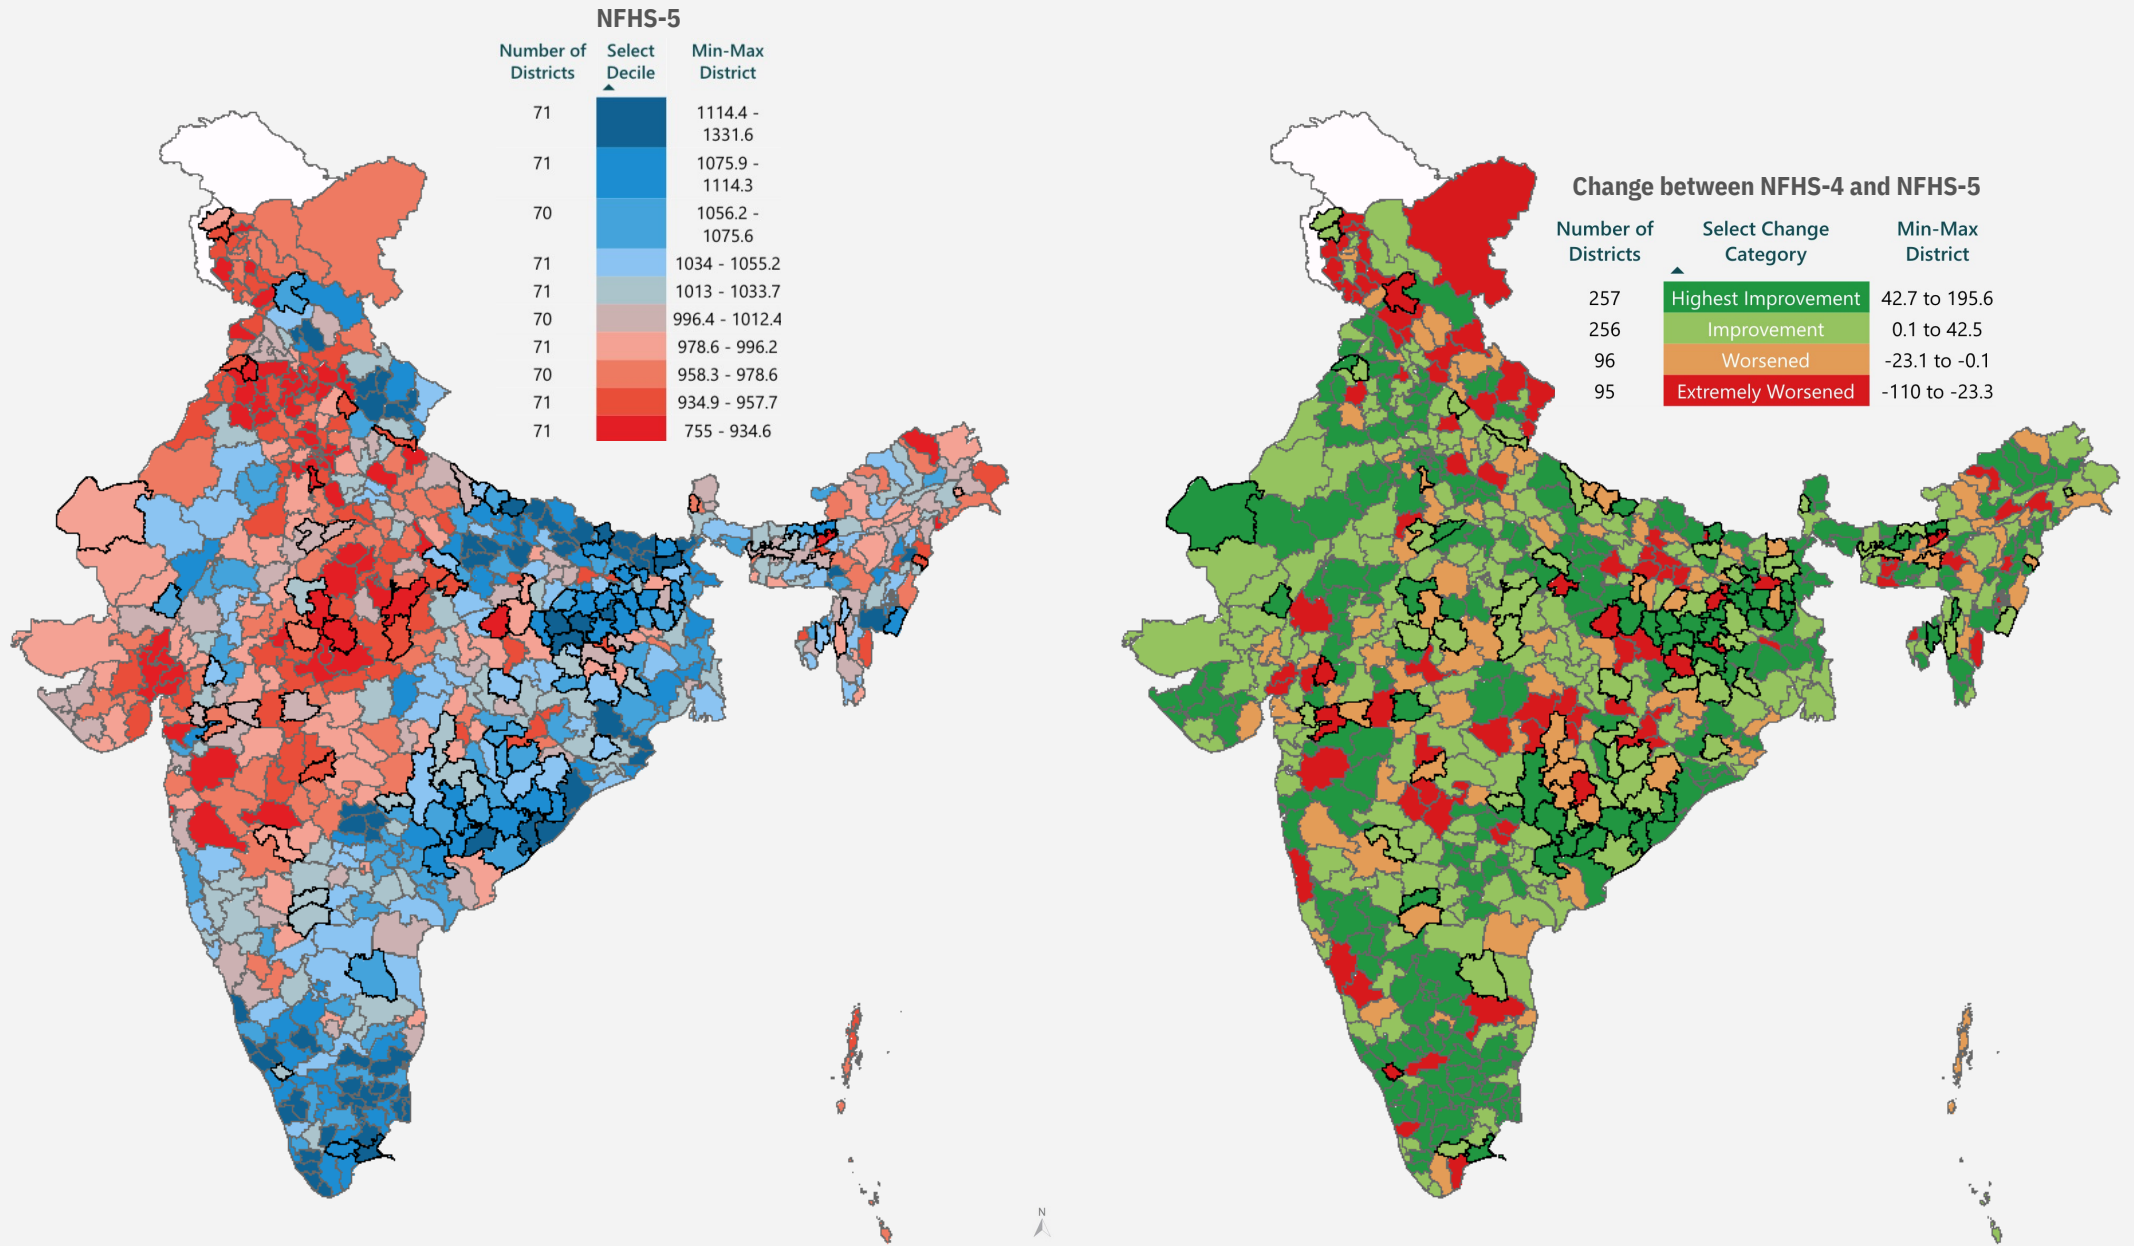 NFHS-5
Number of Districts Select Decile Min-Max District
71 1114.4 - 1331.6
71 1075.9 - 1114.3
70 1056.2 - 1075.6
71 1034 - 1055.2
71 1013 - 1033.7
70 996.4 - 1012.4
71 978.6 - 996.2
70 958.3 - 978.6
71 934.9 - 957.7
71 755 - 934.6
Change between NFHS-4 and NFHS-5
Number of Districts Select Change Category Min-Max District
257 Highest Improvement 42.7 to 195.6
256 Improvement 0.1 to 42.5
96 Worsened -23.1 to -0.1
95 Extremely Worsened -110 to -23.3
N